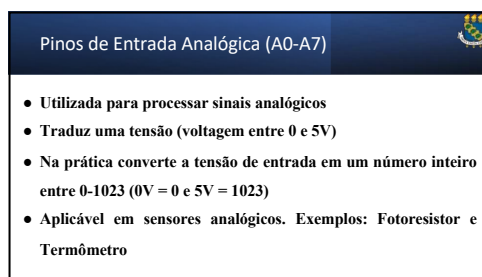 Pinos de Entrada Analógica (A0-A7)
● Utilizada para processar sinais analógicos
● Traduz uma tensão (voltagem entre 0 e 5V)
● Na prática converte a tensão de entrada em um número inteiro
entre 0-1023 (0V = 0 e 5V = 1023)
● Aplicável em sensores analógicos. Exemplos: Fotoresistor e
Termômetro